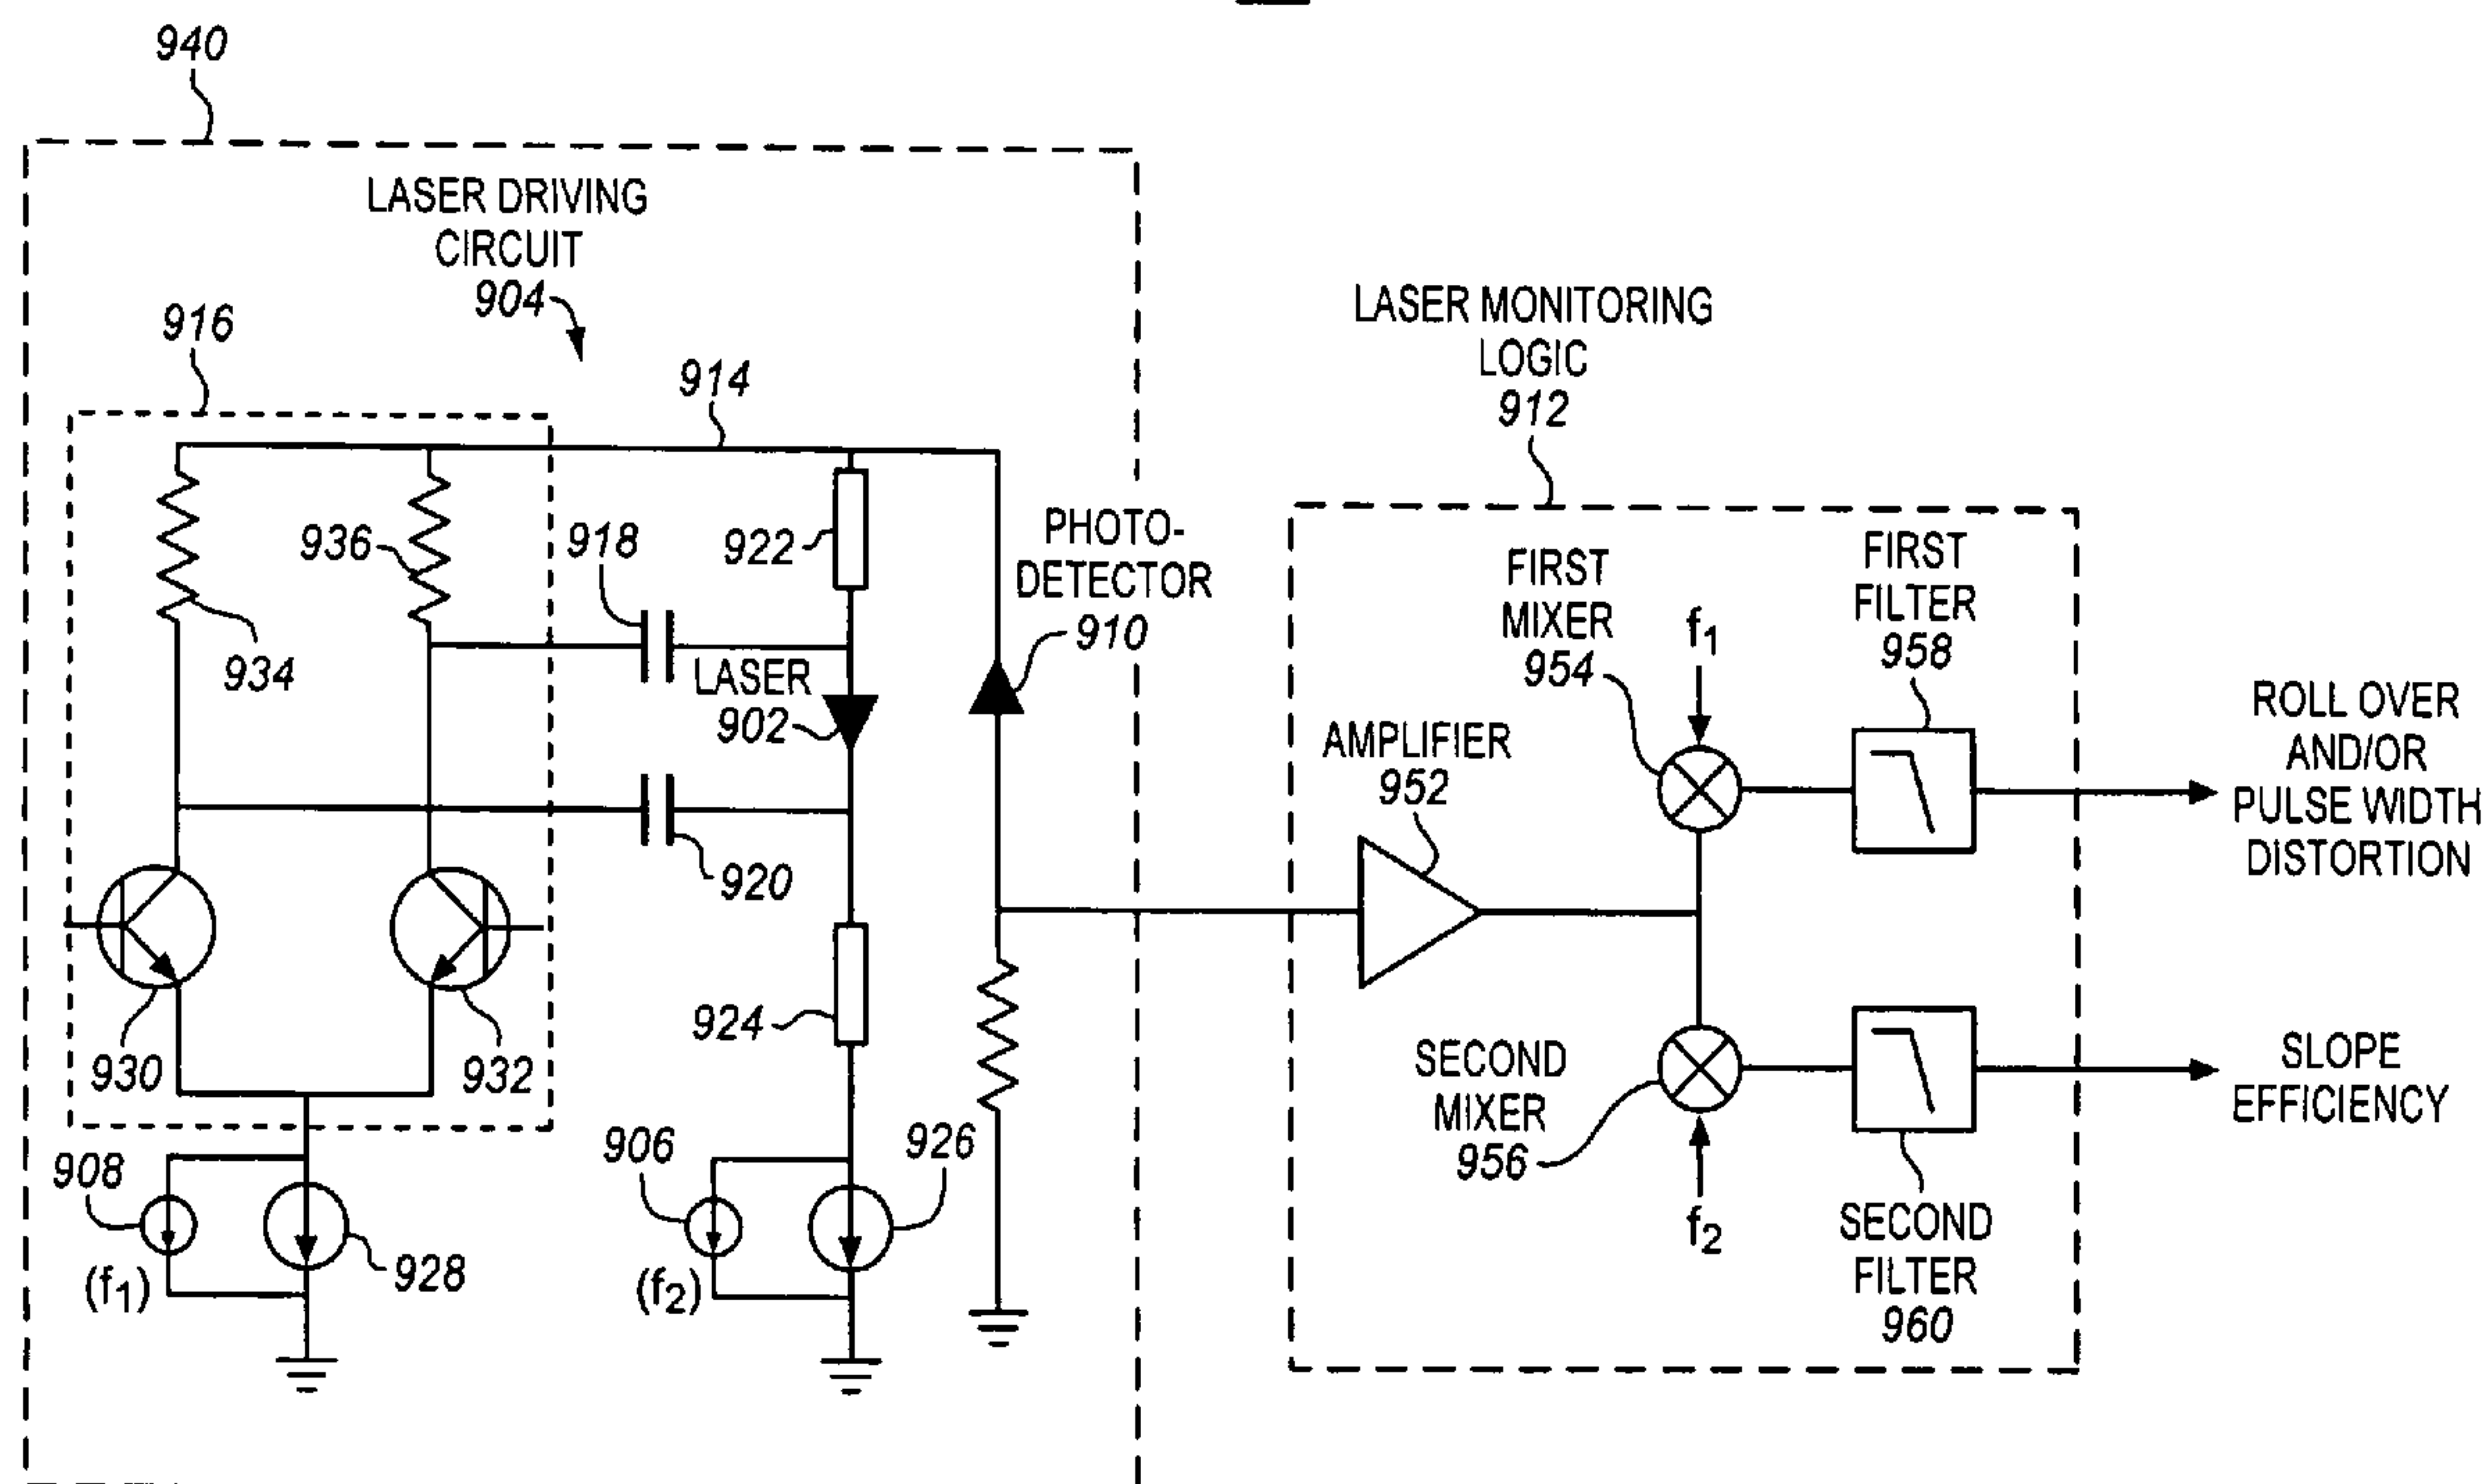 940
LASER DRIVING
CIRCUIT
904
916
914
936
918
922
934
LASER
902
920
930
932
924
908
(f1)
928
906
(f2)
926
PHOTO-
DETECTOR
910
LASER MONITORING
LOGIC
912
AMPLIFIER
952
FIRST
MIXER
954
f1
FIRST
FILTER
958
ROLL OVER
AND/OR
PULSE WIDTH
DISTORTION
SECOND
MIXER
956
f2
SECOND
FILTER
960
SLOPE
EFFICIENCY